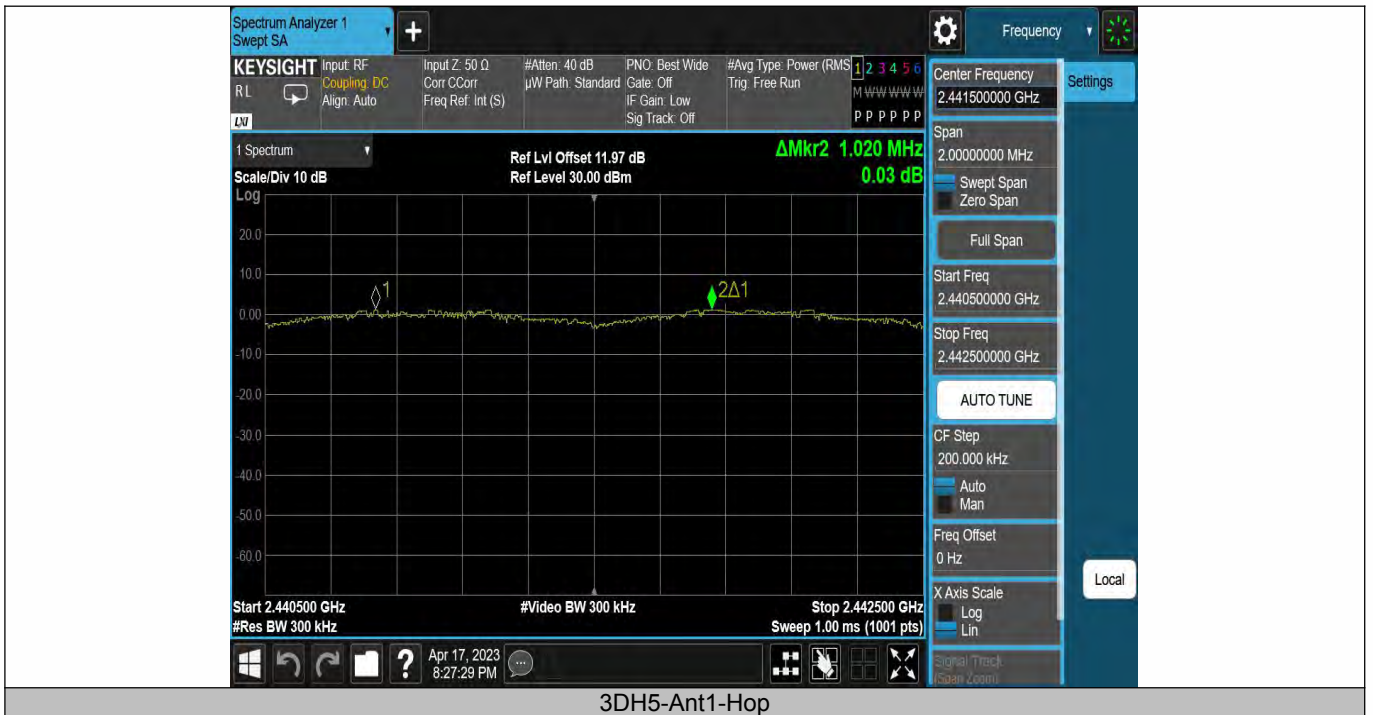 Spectrum Analyzer 1
Swept SA
+
Frequency
KEYSIGHT
RL
LXI
Input: RF
Coupling: DC
Align: Auto
Input Z: 50 Ω
Corr CCorr
Freq Ref: Int (S)
#Atten: 40 dB
µW Path: Standard
PNO: Best Wide
Gate: Off
IF Gain: Low
Sig Track: Off
#Avg Type: Power (RMS
Trig: Free Run
1 2 3 4 5 6
M W W W W W
P P P P P P
1 Spectrum
Scale/Div 10 dB
Log
Ref Lvl Offset 11.97 dB
Ref Level 30.00 dBm
ΔMkr2 1.020 MHz
0.03 dB
20.0
10.0
0.00
-10.0
-20.0
-30.0
-40.0
-50.0
-60.0
1
2Δ1
Start 2.440500 GHz
#Res BW 300 kHz
#Video BW 300 kHz
Stop 2.442500 GHz
Sweep 1.00 ms (1001 pts)
Center Frequency
2.441500000 GHz
Settings
Span
2.00000000 MHz
Swept Span
Zero Span
Full Span
Start Freq
2.440500000 GHz
Stop Freq
2.442500000 GHz
AUTO TUNE
CF Step
200.000 kHz
Auto
Man
Freq Offset
0 Hz
X Axis Scale
Log
Lin
Signal Track
(Span Zoom)
Local
?
Apr 17, 2023
8:27:29 PM
3DH5-Ant1-Hop